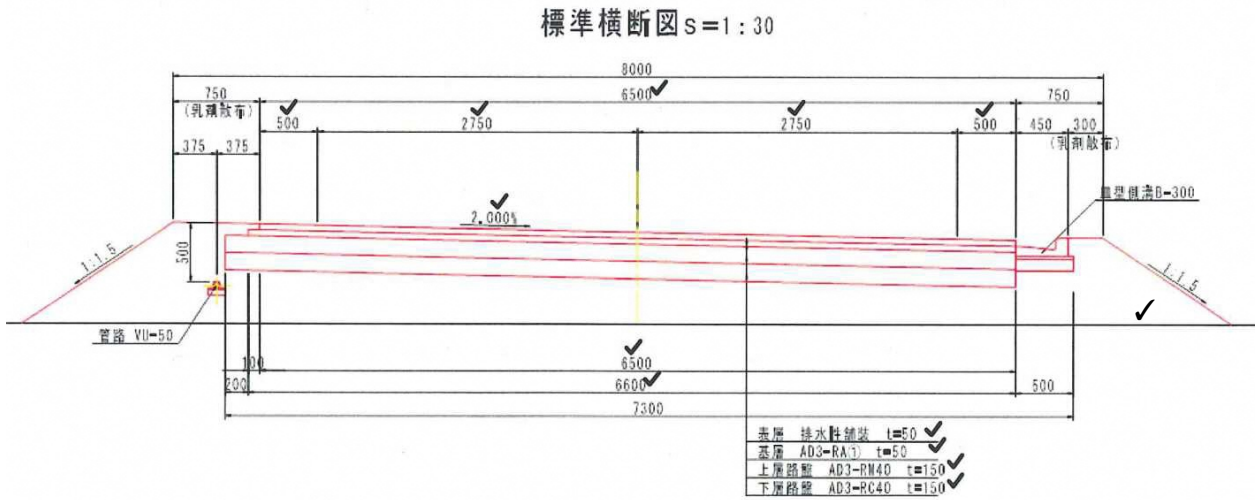 標準横断図 S=1:30
8000
750 6500 750
(乳剤散布)
500 2750 2750 500 450 300
(乳剤散布)
375 375
皿型側溝B-300
2.000%
1:1.5 500 1:1.5
管路 VU-50
100 6500
200 6600 500
7300
表層 排水性舗装 t=50
基層 AD3-RA① t=50
上層路盤 AD3-RM40 t=150
下層路盤 AD3-RC40 t=150